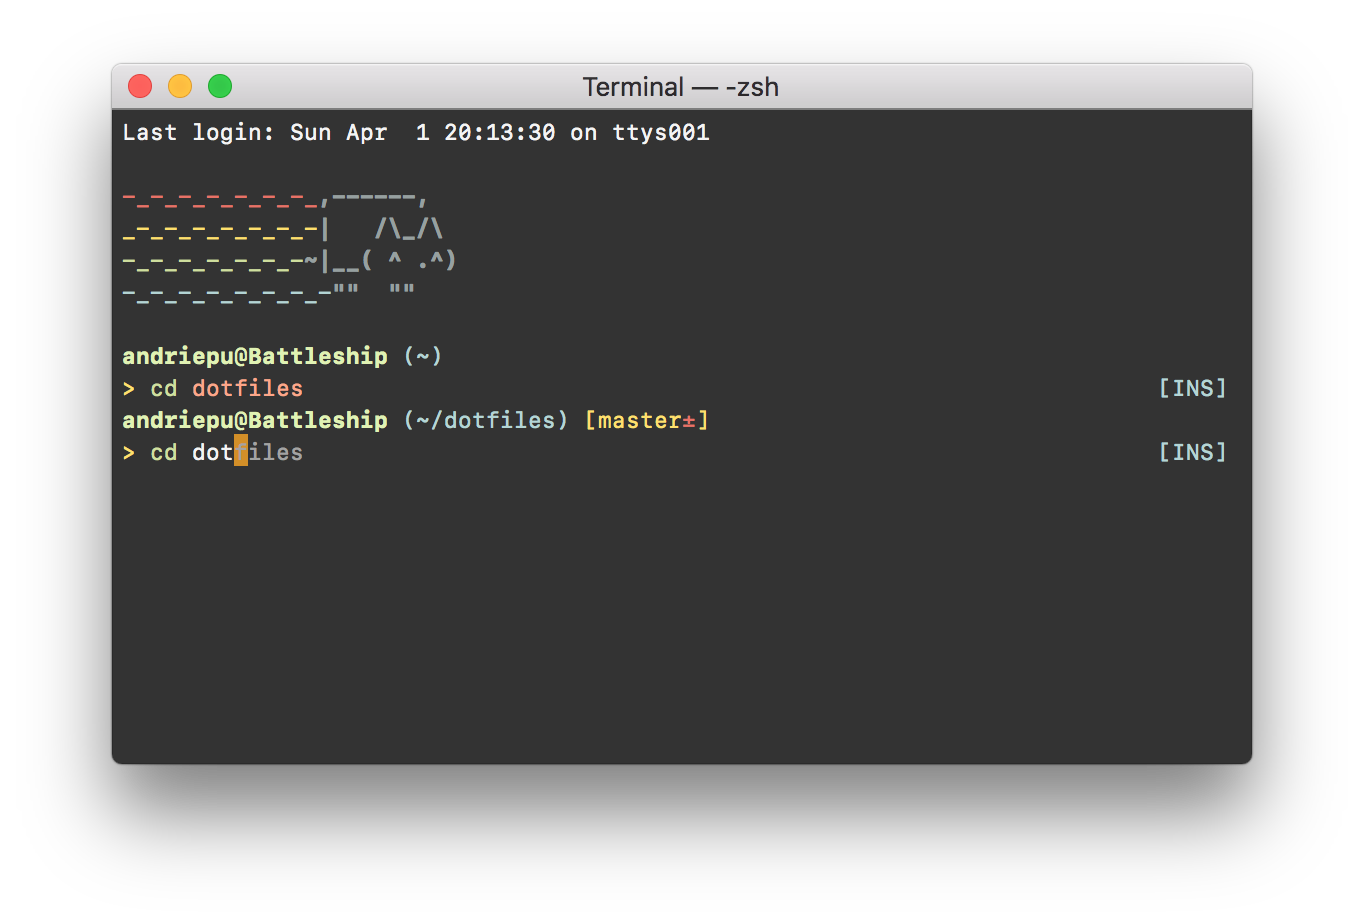 Terminal — -zsh
Last login: Sun Apr  1 20:13:30 on ttys001
-_-_-_-_-_-_-_,------,
_-_-_-_-_-_-_-|   /\_/\
-_-_-_-_-_-_-~|__( ^ .^)
-_-_-_-_-_-_-_-""  ""
andriepu@Battleship (~)
> cd dotfiles [INS]
andriepu@Battleship (~/dotfiles) [master±]
> cd dotfiles [INS]